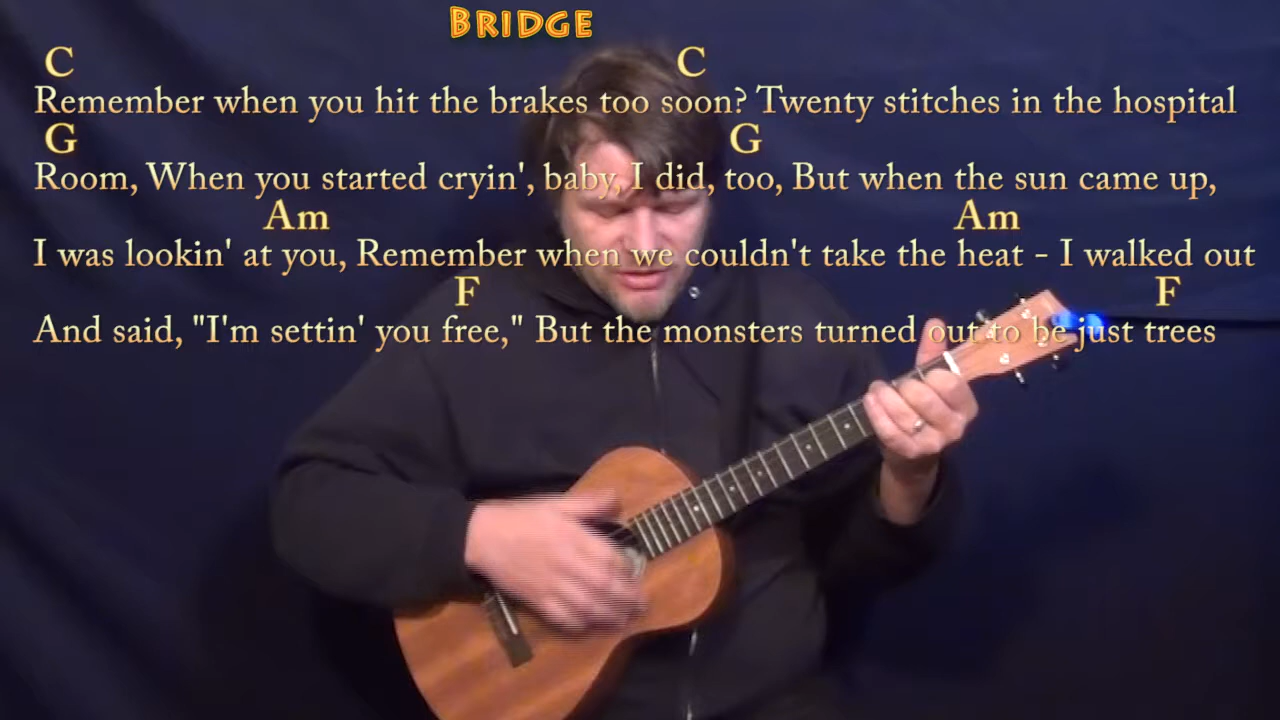 BRIDGE
C C
Remember when you hit the brakes too soon? Twenty stitches in the hospital
G G
Room, When you started cryin', baby, I did, too, But when the sun came up,
Am Am
I was lookin' at you, Remember when we couldn't take the heat - I walked out
F F
And said, "I'm settin' you free," But the monsters turned out to be just trees